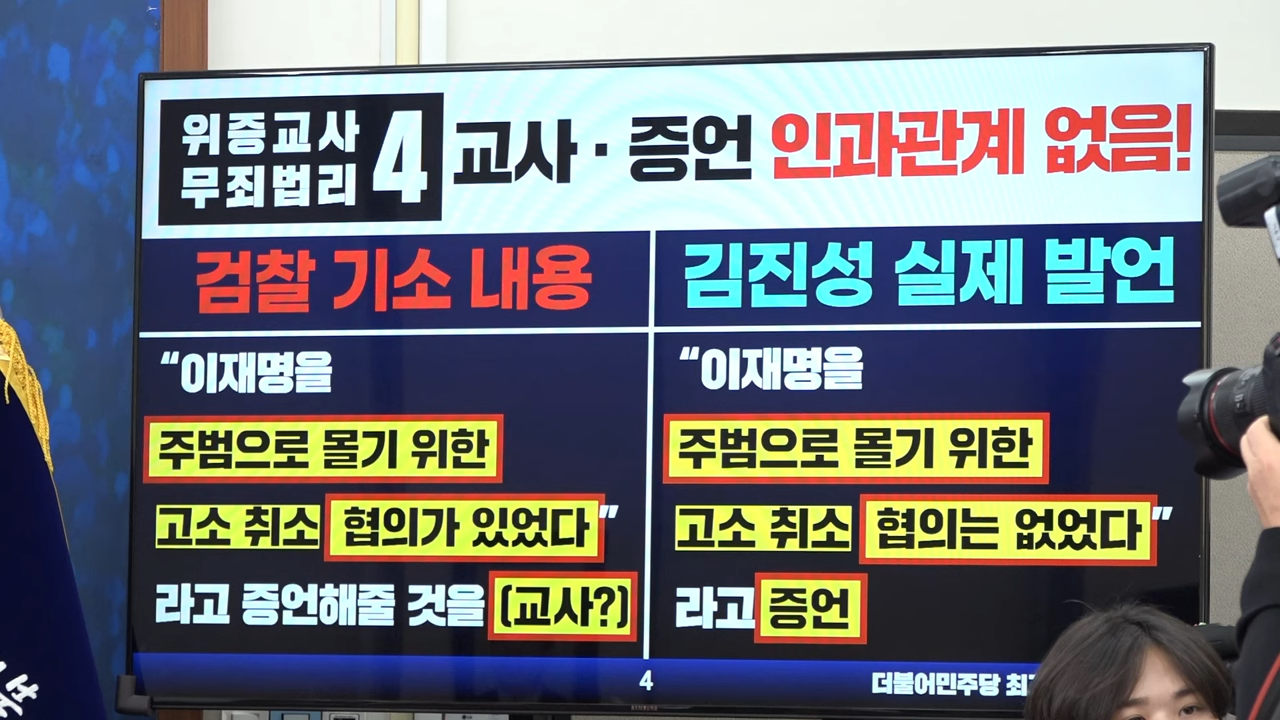 위증교사
무죄법리
4
교사·증언 인과관계 없음!
검찰 기소 내용
김진성 실제 발언
“이재명을
주범으로 몰기 위한
고소 취소 협의가 있었다”
라고 증언해줄 것을 (교사?)
“이재명을
주범으로 몰기 위한
고소 취소 협의는 없었다”
라고 증언
4
더불어민주당
SAMSUNG